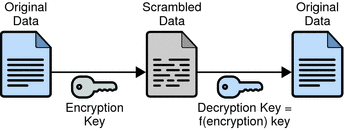 Original
Data
Scrambled
Data
Original
Data
Encryption
Key
Decryption Key =
f(encryption) key